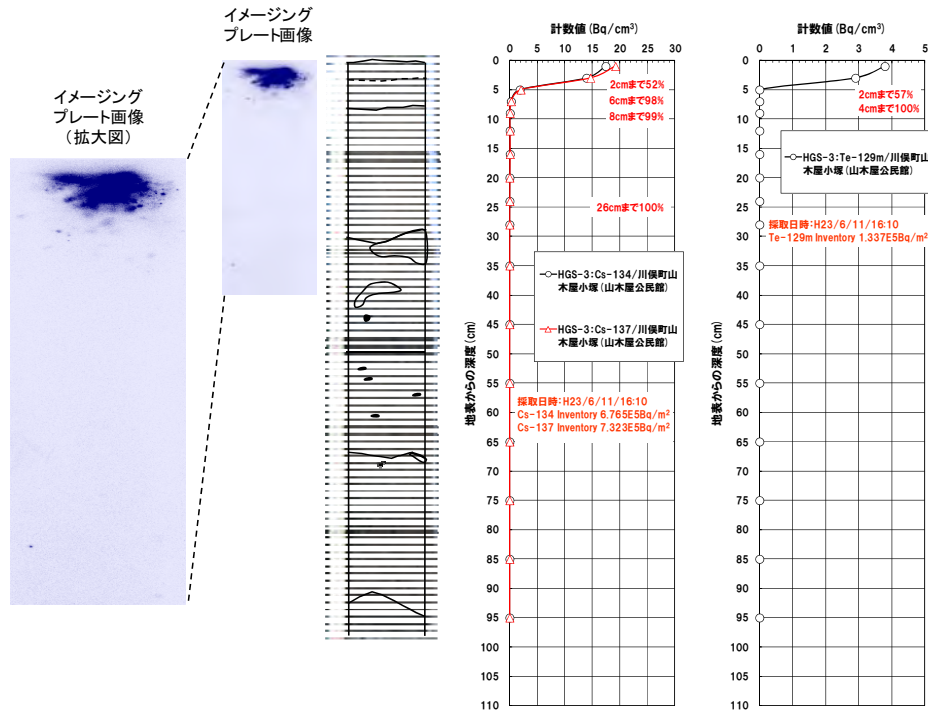 イメージング
プレート画像
イメージング
プレート画像
(拡大図)
計数値(Bq/cm³)
0 5 10 15 20 25 30
0
5
10
15
20
25
30
35
40
45
50
55
60
65
70
75
80
85
90
95
100
105
110
地表からの深度(cm)
2cmまで52%
6cmまで98%
8cmまで99%
26cmまで100%
HGS-3:Cs-134/川俣町山
木屋小塚(山木屋公民館)
HGS-3:Cs-137/川俣町山
木屋小塚(山木屋公民館)
採取日時:H23/6/11/16:10
Cs-134 Inventory 6.765E5Bq/m²
Cs-137 Inventory 7.323E5Bq/m²
計数値(Bq/cm³)
0 1 2 3 4 5
0
5
10
15
20
25
30
35
40
45
50
55
60
65
70
75
80
85
90
95
100
105
110
地表からの深度(cm)
2cmまで57%
4cmまで100%
HGS-3:Te-129m/川俣町山
木屋小塚(山木屋公民館)
採取日時:H23/6/11/16:10
Te-129m Inventory 1.337E5Bq/m²